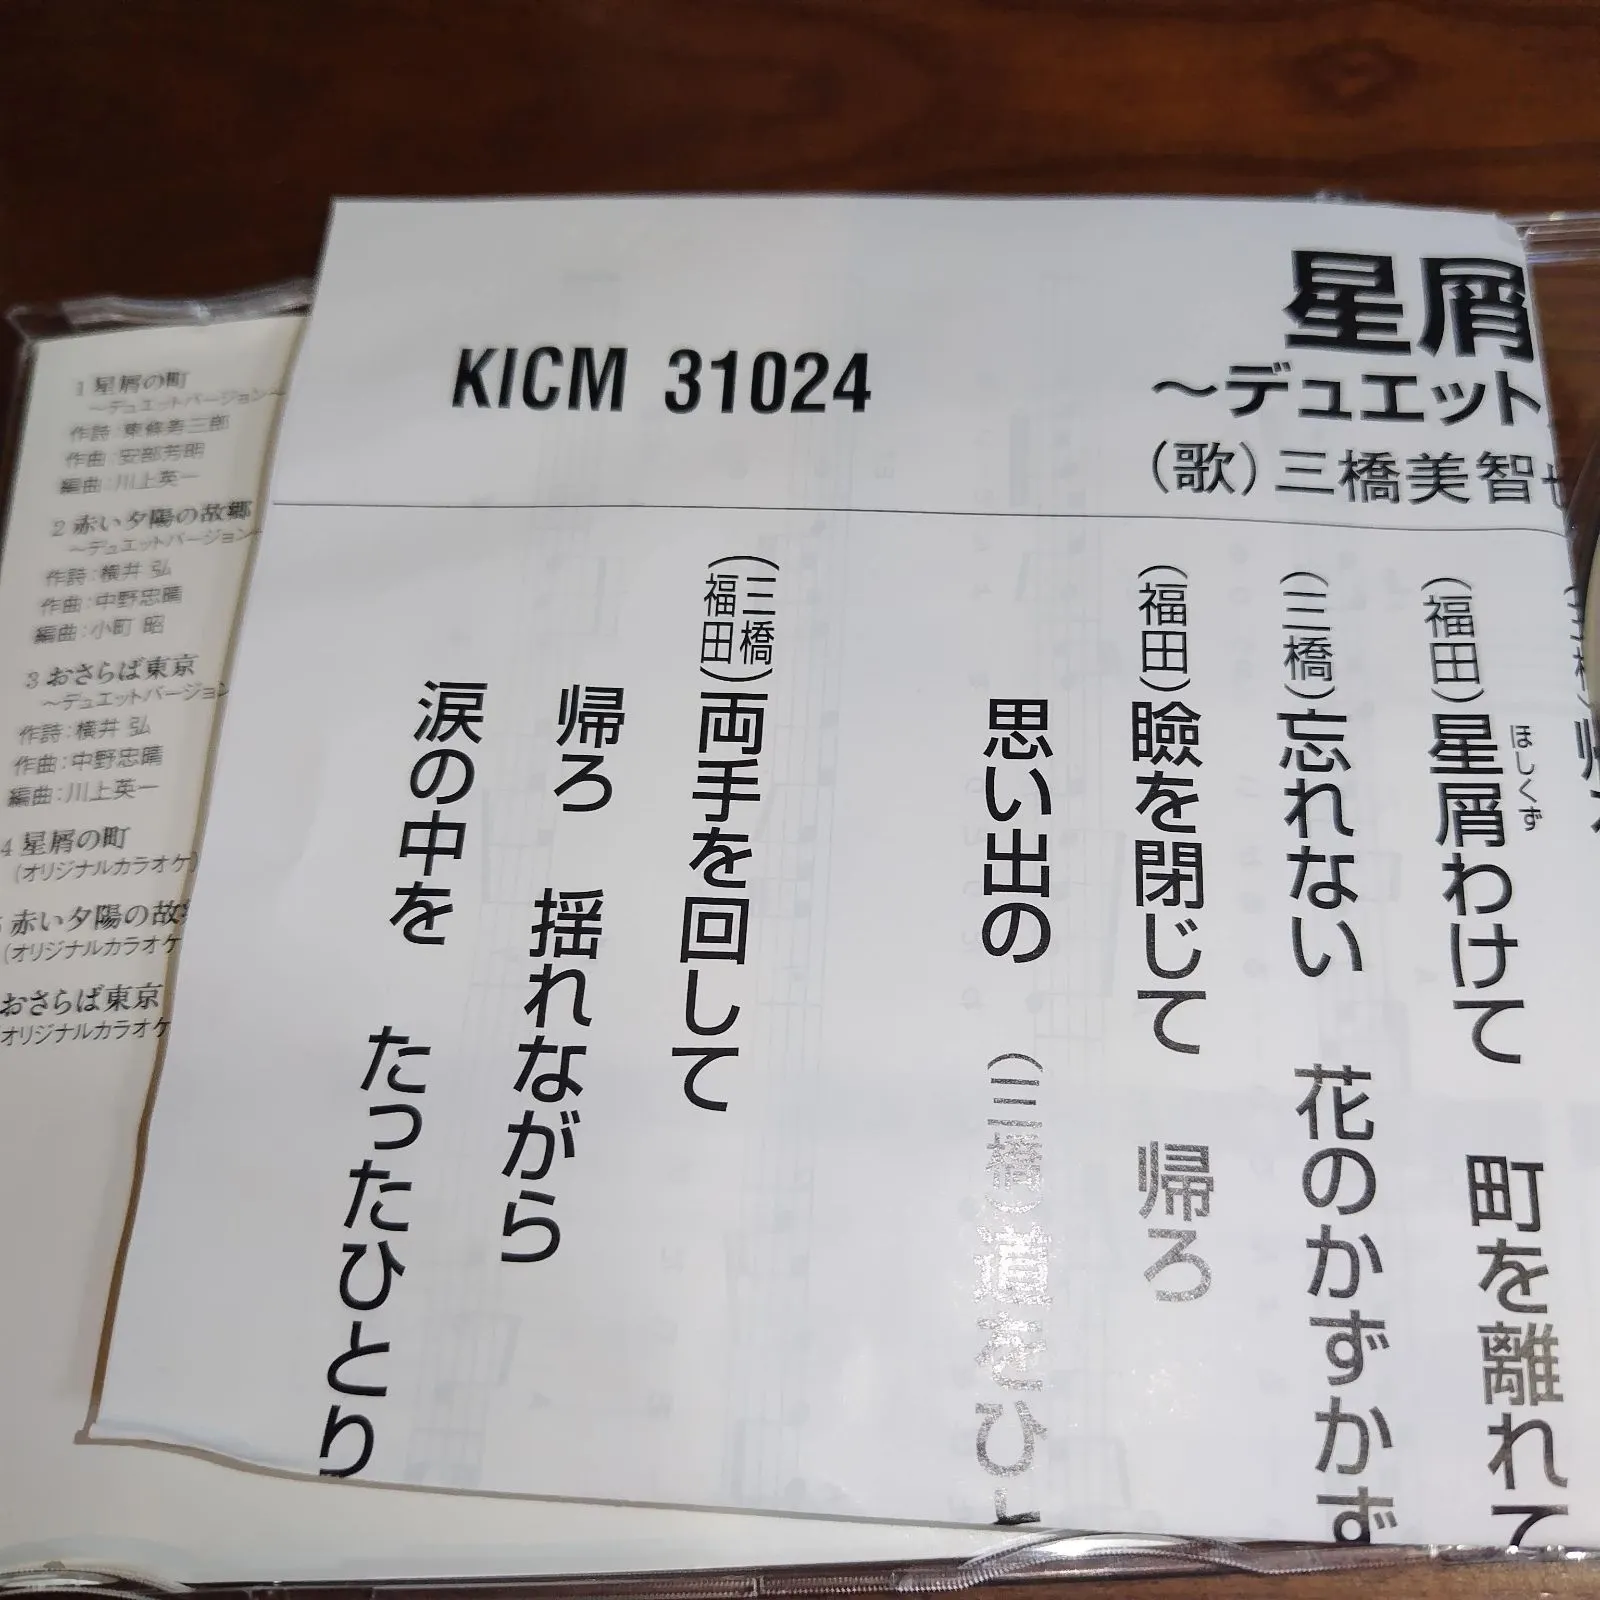 KICM 31024
星屑
～デュエット
（歌）三橋美智
（福田）星屑わけて　町を離れて
ほしくず
（三橋）忘れない　花のかずかず
（福田）瞼を閉じて　帰ろ
思い出の　（三橋）道をひと
（三橋
福田）両手を回して
帰ろ　揺れながら
涙の中を　たったひとり
1 星屑の町
～デュエットバージョン～
作詩：東條寿三郎
作曲：安部芳明
編曲：川上英一
2 赤い夕陽の故郷
～デュエットバージョン
作詩：横井 弘
作曲：中野忠晴
編曲：小町 昭
3 おさらば東京
～デュエットバージョン
作詩：横井 弘
作曲：中野忠晴
編曲：川上英一
4 星屑の町
(オリジナルカラオケ)
赤い夕陽の故
(オリジナルカラオケ
おさらば東京
オリジナルカラオケ